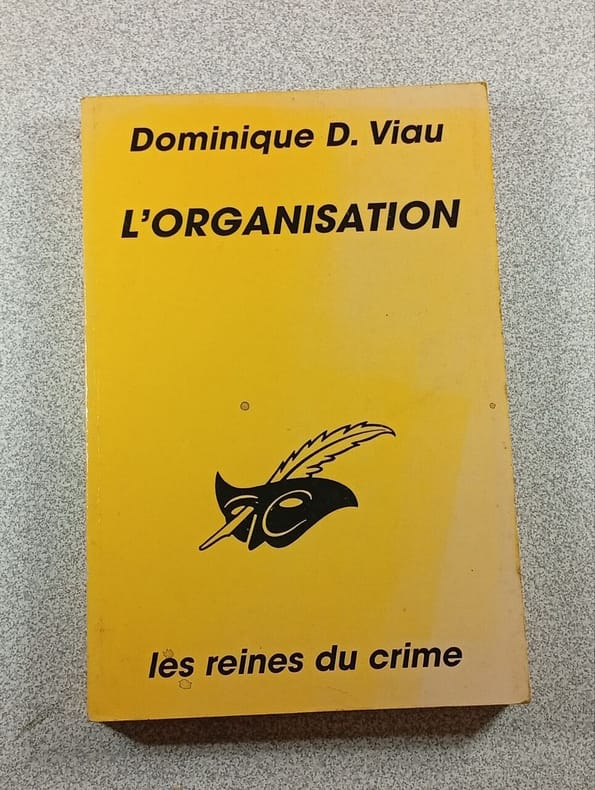 Dominique D. Viau
L'ORGANISATION
les reines du crime